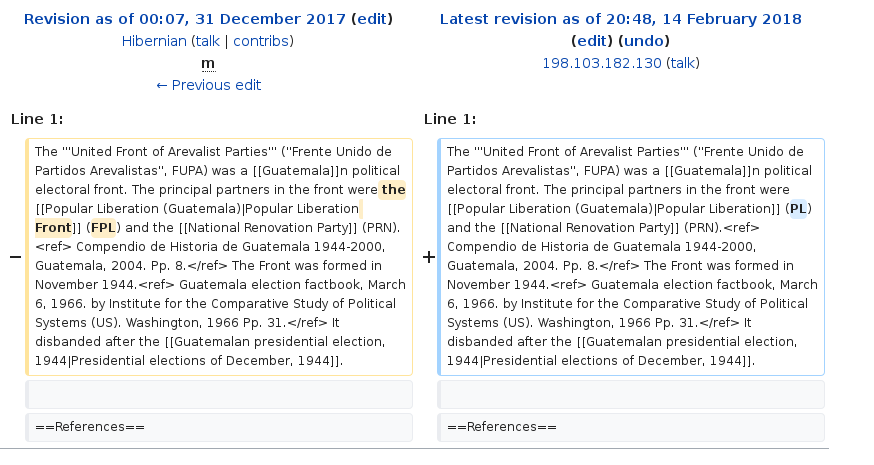 Revision as of 00:07, 31 December 2017 (edit)
Hibernian (talk | contribs)
m
← Previous edit
Latest revision as of 20:48, 14 February 2018
(edit) (undo)
198.103.182.130 (talk)
Line 1:
Line 1:
−
The '''United Front of Arevalist Parties''' (''Frente Unido de
Partidos Arevalistas'', FUPA) was a [[Guatemala]]n political
electoral front. The principal partners in the front were the
[[Popular Liberation (Guatemala)|Popular Liberation
Front]] (FPL) and the [[National Renovation Party]] (PRN).
<ref> Compendio de Historia de Guatemala 1944-2000,
Guatemala, 2004. Pp. 8.</ref> The Front was formed in
November 1944.<ref> Guatemala election factbook, March
6, 1966. by Institute for the Comparative Study of Political
Systems (US). Washington, 1966 Pp. 31.</ref> It
disbanded after the [[Guatemalan presidential election,
1944|Presidential elections of December, 1944]].
+
The '''United Front of Arevalist Parties''' (''Frente Unido de
Partidos Arevalistas'', FUPA) was a [[Guatemala]]n political
electoral front. The principal partners in the front were
[[Popular Liberation (Guatemala)|Popular Liberation]] (PL)
and the [[National Renovation Party]] (PRN).<ref>
Compendio de Historia de Guatemala 1944-2000,
Guatemala, 2004. Pp. 8.</ref> The Front was formed in
November 1944.<ref> Guatemala election factbook, March
6, 1966. by Institute for the Comparative Study of Political
Systems (US). Washington, 1966 Pp. 31.</ref> It
disbanded after the [[Guatemalan presidential election,
1944|Presidential elections of December, 1944]].
==References==
==References==